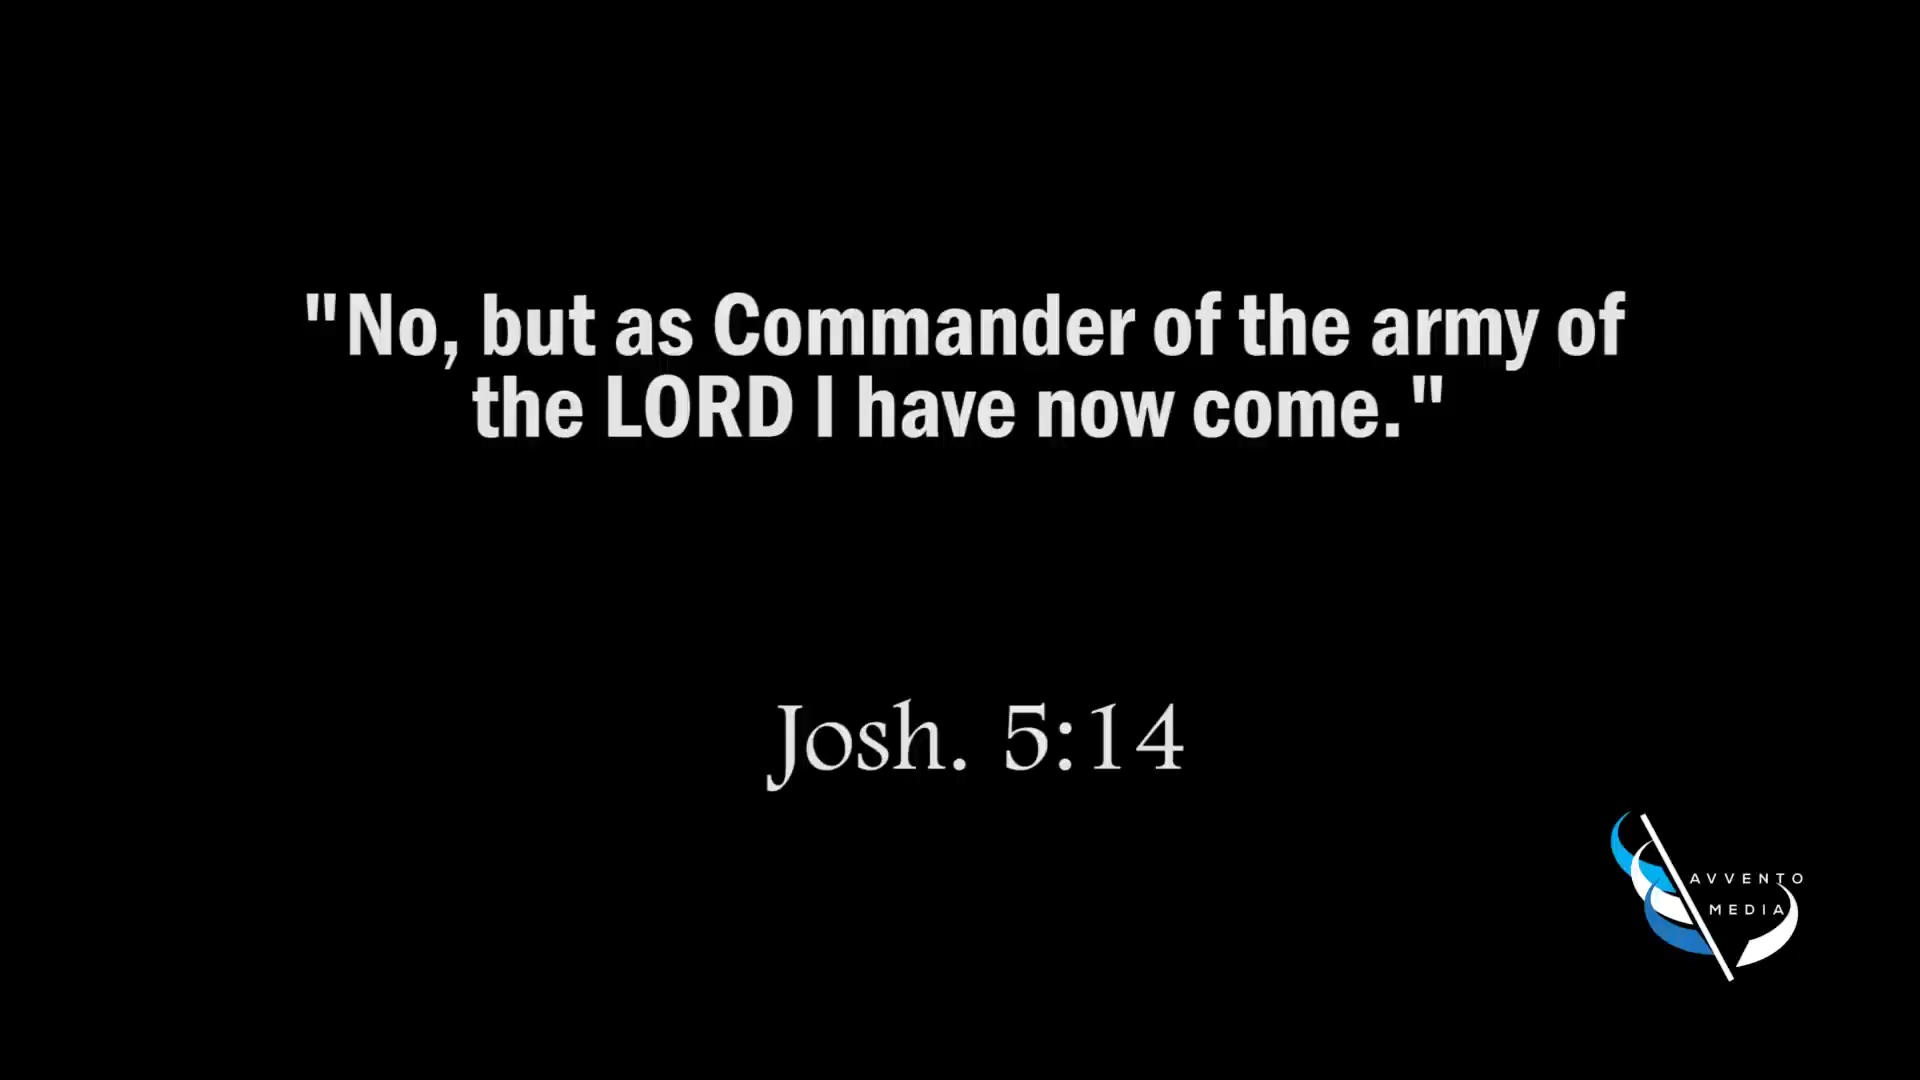 "No, but as Commander of the army of
the LORD I have now come."
Josh. 5:14
AVVENTO
MEDIA